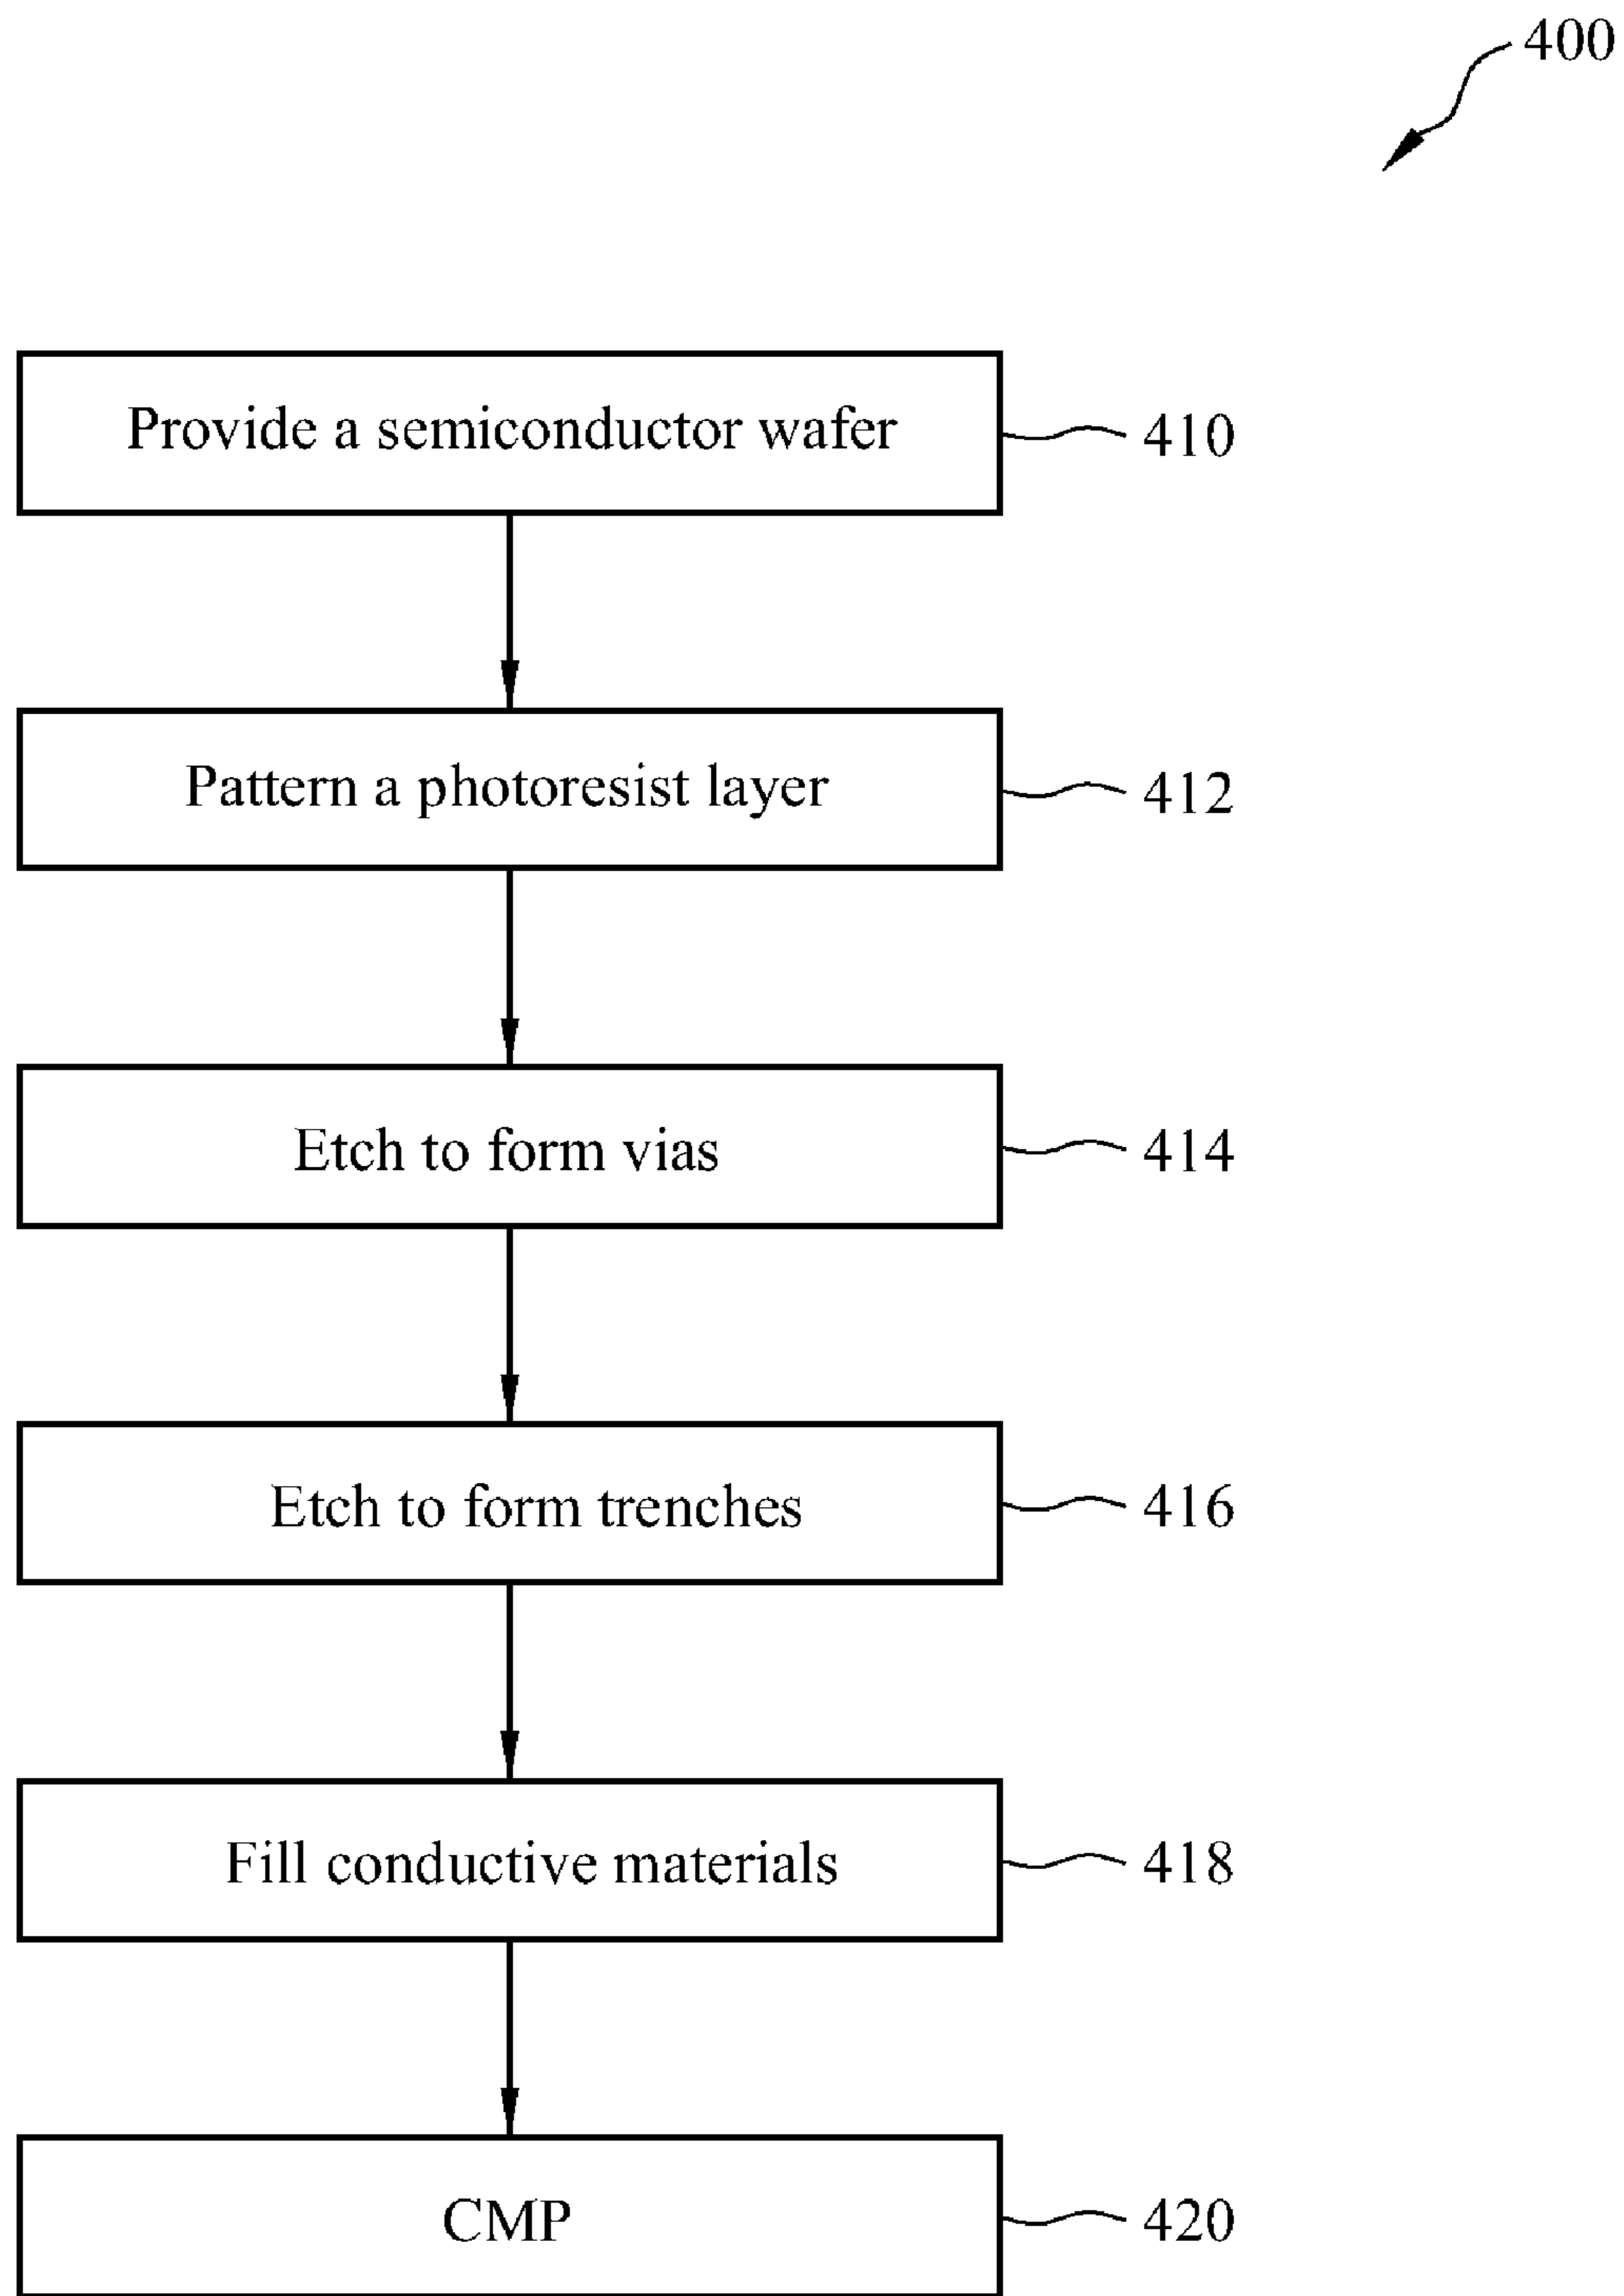 400
Provide a semiconductor wafer 410
Pattern a photoresist layer 412
Etch to form vias 414
Etch to form trenches 416
Fill conductive materials 418
CMP 420